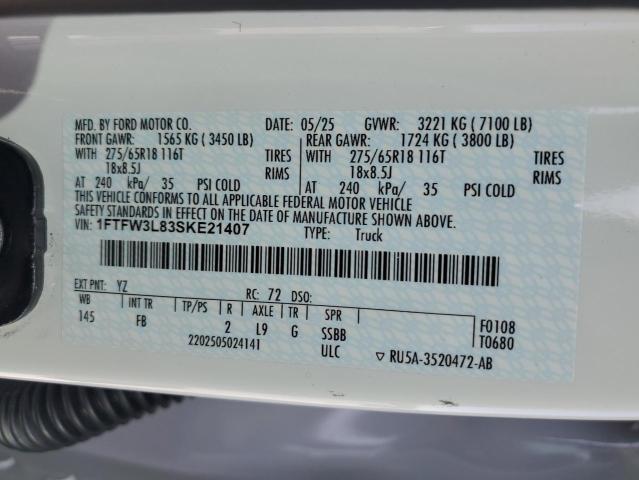 MFD. BY FORD MOTOR CO. DATE: 05/25 GVWR: 3221 KG ( 7100 LB)
FRONT GAWR: 1565 KG ( 3450 LB) REAR GAWR: 1724 KG ( 3800 LB)
WITH 275/65R18 116T TIRES WITH 275/65R18 116T TIRES
18x8.5J RIMS 18x8.5J RIMS
AT 240 kPa/ 35 PSI COLD AT 240 kPa/ 35 PSI COLD
THIS VEHICLE CONFORMS TO ALL APPLICABLE FEDERAL MOTOR VEHICLE
SAFETY STANDARDS IN EFFECT ON THE DATE OF MANUFACTURE SHOWN ABOVE.
VIN: 1FTFW3L83SKE21407 TYPE: Truck
EXT PNT: YZ RC: 72 DSO:
WB INT TR TP/PS R AXLE TR SPR F0108
145 FB 2 L9 G SSBB T0680
2202505024141 ULC ▽ RU5A-3520472-AB